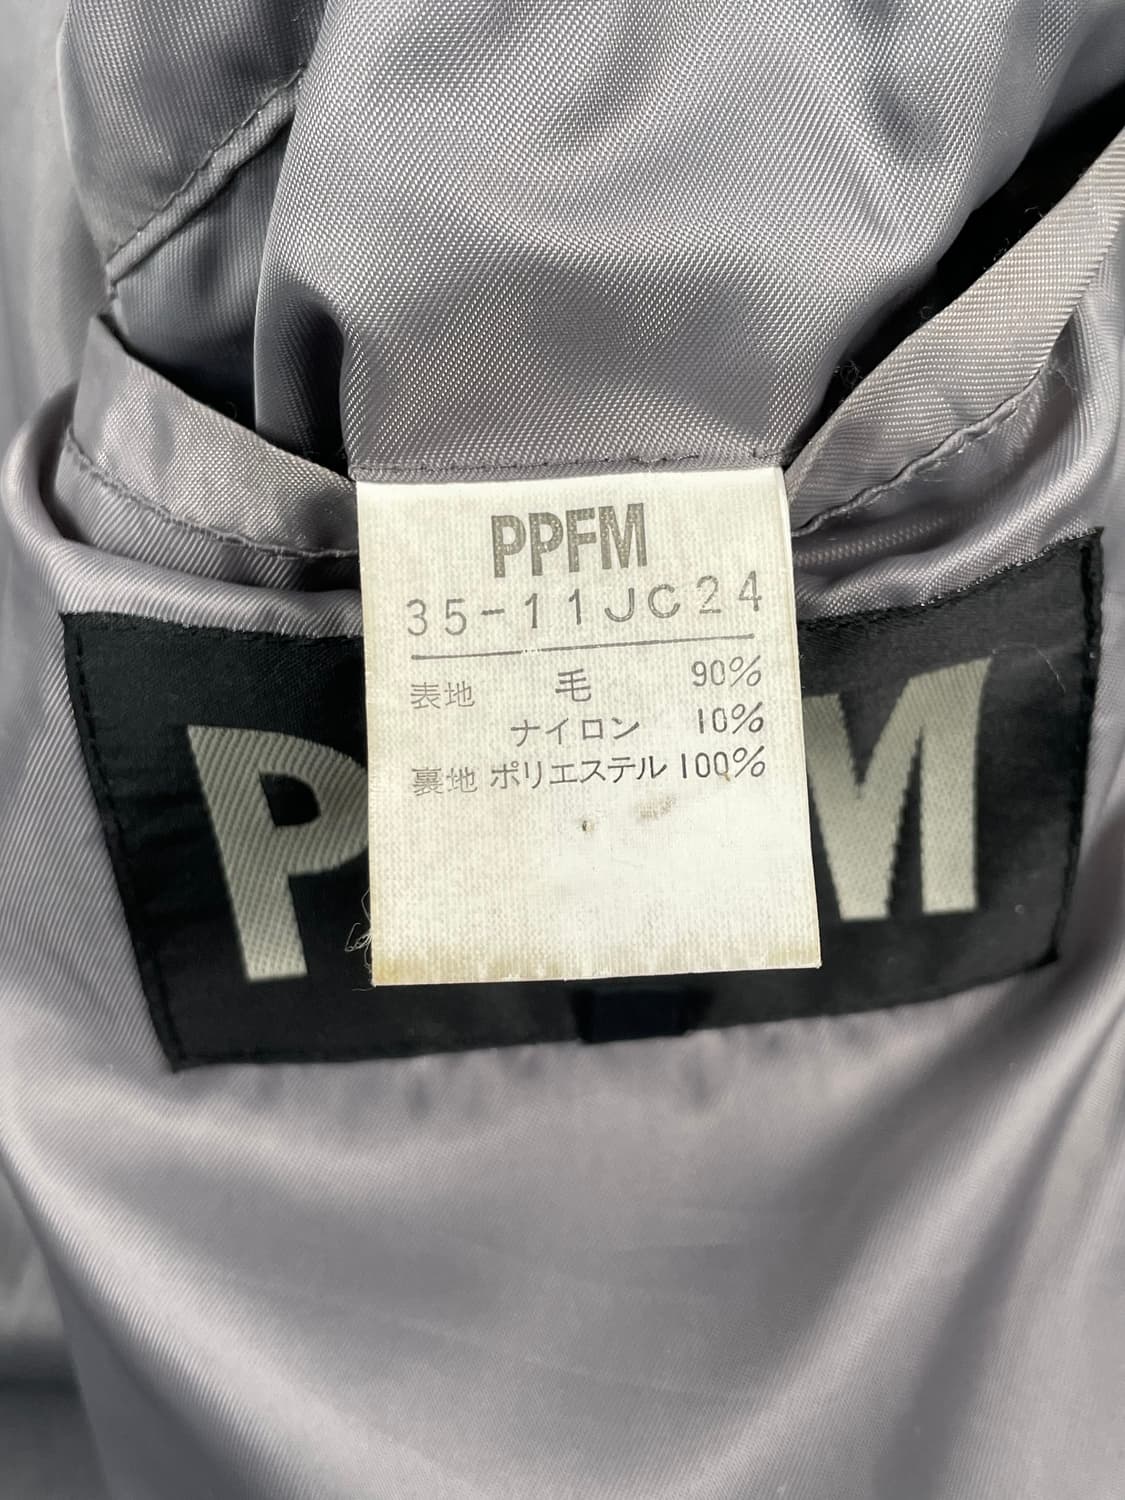 PPFM
35-11JC24
表地 毛 90%
ナイロン 10%
裏地 ポリエステル 100%
P M